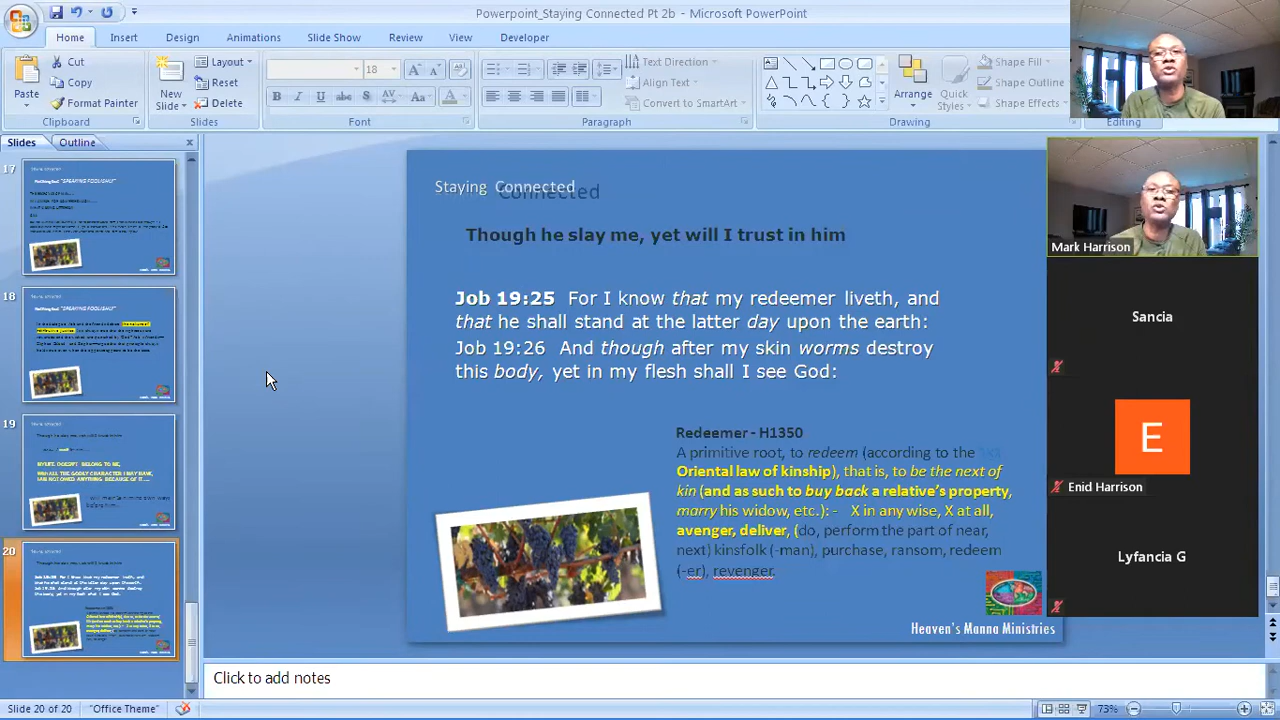 Powerpoint_Staying Connected Pt 2b - Microsoft PowerPoint
Home Insert Design Animations Slide Show Review View Developer
Paste
Cut
Copy
Format Painter
Clipboard
New Slide
Layout
Reset
Delete
Slides
18
B I U abe S AV Aa A
Font
Text Direction
Align Text
Convert to SmartArt
Paragraph
Arrange
Quick Styles
Shape Fill
Shape Outline
Shape Effects
Drawing
Editing
Slides Outline
17
18
19
20
Staying Connected
Connected
Though he slay me, yet will I trust in him
Job 19:25 For I know that my redeemer liveth, and
that he shall stand at the latter day upon the earth:
Job 19:26 And though after my skin worms destroy
this body, yet in my flesh shall I see God:
Redeemer - H1350
A primitive root, to redeem (according to the
Oriental law of kinship), that is, to be the next of
kin (and as such to buy back a relative's property,
marry his widow, etc.): - X in any wise, X at all,
avenger, deliver, (do, perform the part of near,
next) kinsfolk (-man), purchase, ransom, redeem
(-er), revenger.
Heaven's Manna Ministries
Mark Harrison
Sancia
E
Enid Harrison
Lyfancia G
Click to add notes
Slide 20 of 20
"Office Theme"
73%